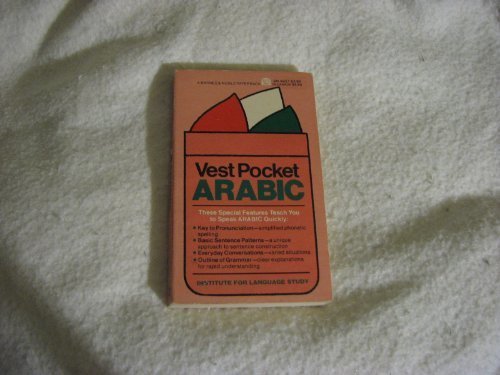 Vest Pocket
ARABIC
These Special Features Teach You
to Speak ARABIC Quickly:
• Key to Pronunciation—simplified phonetic
spelling
• Basic Sentence Patterns—a unique
approach to sentence construction
• Everyday Conversations—varied situations
• Outline of Grammar—clear explanations
for rapid understanding
INSTITUTE FOR LANGUAGE STUDY